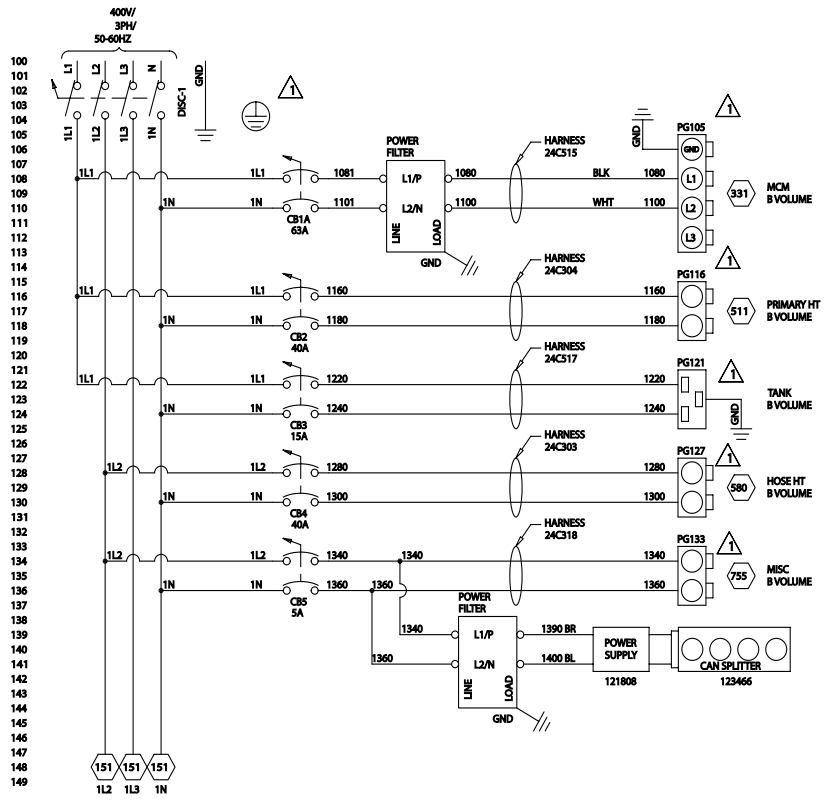 400V/
3PH/
50-60HZ
100
101
102
103
104
105
106
107
108
109
110
111
112
113
114
115
116
117
118
119
120
121
122
123
124
125
126
127
128
129
130
131
132
133
134
135
136
137
138
139
140
141
142
143
144
145
146
147
148
149
L1 L2 L3 N GND
DISC-1
1L1 1L2 1L3 1N
1
GND
PG105
1
GND
POWER
FILTER
HARNESS
24C515
1L1 1L1 1081 L1/P 1080 BLK 1080 L1
1N 1N 1101 L2/N 1100 WHT 1100 L2
L3
CB1A
63A
LINE LOAD
GND
331
MCM
B VOLUME
HARNESS
24C304
PG116
1
1L1 1L1 1160 1160
1N 1N 1180 1180
CB2
40A
511
PRIMARY HT
B VOLUME
HARNESS
24C517
PG121
1
1L1 1L1 1220 1220
1N 1N 1240 1240
CB3
15A
GND
TANK
B VOLUME
HARNESS
24C303
PG127
1
1L2 1L2 1280 1280
1N 1N 1300 1300
CB4
40A
580
HOSE HT
B VOLUME
HARNESS
24C318
PG133
1
1L2 1L2 1340 1340 1340
1N 1N 1360 1360 1360
CB5
5A
755
MISC
B VOLUME
POWER
FILTER
1340 L1/P 1390 BR
1360 L2/N 1400 BL
LINE LOAD
GND
POWER
SUPPLY
121808
CAN SPLITTER
123466
151 151 151
1L2 1L3 1N